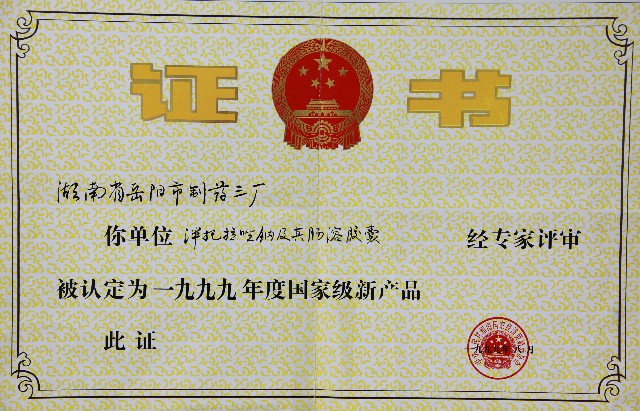 证书
湖南省岳阳市制药三厂
你单位 泮托拉唑钠及其肠溶胶囊 经专家评审
被认定为一九九九年度国家级新产品
此证